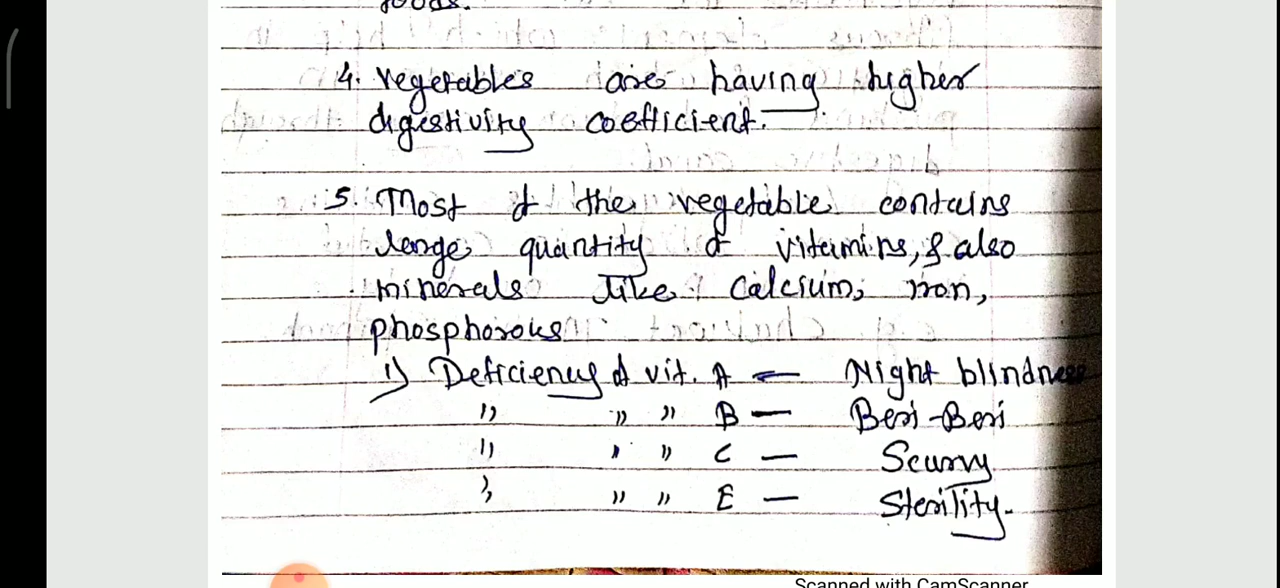 foods.
4. Vegetables are having higher
digestivity coefficient.
5. Most of the vegetable contains
large quantity of vitamins, & also
minerals like calcium, iron,
phosphorous
1) Deficiency of vit. A — Night blindness
" " " B — Beri-Beri
" " " C — Scurvy
" " " E — Sterility.
Scanned with CamScanner